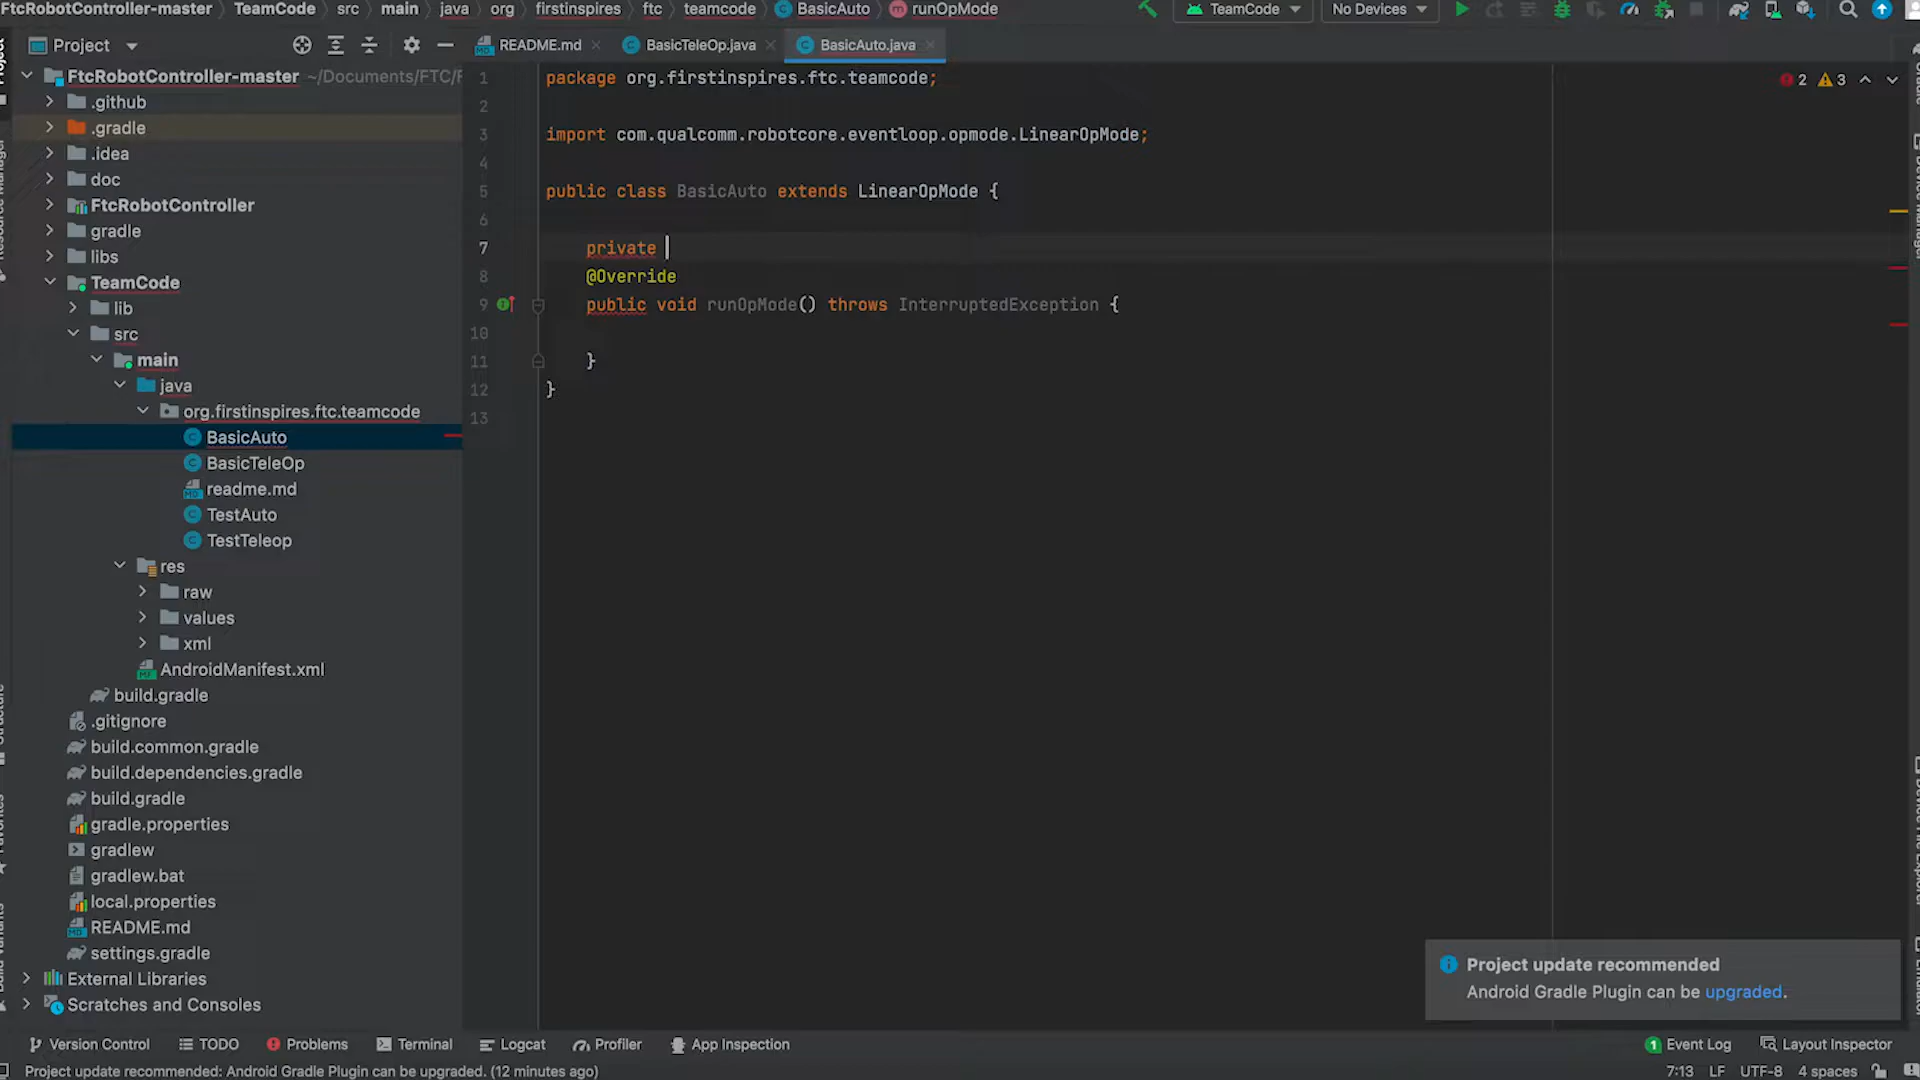 FtcRobotController-master TeamCode src main java org firstinspires ftc teamcode BasicAuto runOpMode TeamCode No Devices
Project README.md BasicTeleOp.java BasicAuto.java
FtcRobotController-master ~/Documents/FTC/F
.github
.gradle
.idea
doc
FtcRobotController
gradle
libs
TeamCode
lib
src
main
java
org.firstinspires.ftc.teamcode
BasicAuto
BasicTeleOp
readme.md
TestAuto
TestTeleop
res
raw
values
xml
AndroidManifest.xml
build.gradle
.gitignore
build.common.gradle
build.dependencies.gradle
build.gradle
gradle.properties
gradlew
gradlew.bat
local.properties
README.md
settings.gradle
External Libraries
Scratches and Consoles
1 package org.firstinspires.ftc.teamcode;
2
3 import com.qualcomm.robotcore.eventloop.opmode.LinearOpMode;
4
5 public class BasicAuto extends LinearOpMode {
6
7 private
8 @Override
9 public void runOpMode() throws InterruptedException {
10
11 }
12 }
13
2 3
Project update recommended
Android Gradle Plugin can be upgraded.
Version Control TODO Problems Terminal Logcat Profiler App Inspection 1 Event Log Layout Inspector
Project update recommended: Android Gradle Plugin can be upgraded. (12 minutes ago) 7:13 LF UTF-8 4 spaces